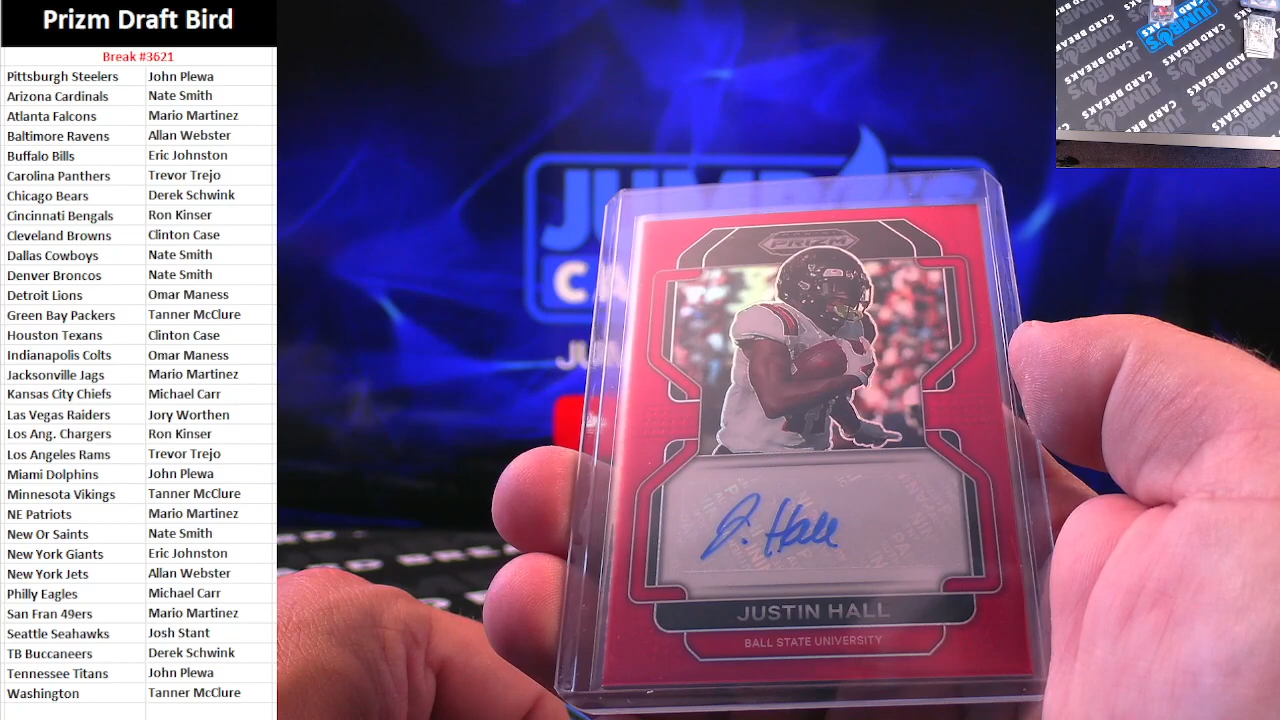 Prizm Draft Bird
Break #3621
Pittsburgh Steelers John Plewa
Arizona Cardinals Nate Smith
Atlanta Falcons Mario Martinez
Baltimore Ravens Allan Webster
Buffalo Bills Eric Johnston
Carolina Panthers Trevor Trejo
Chicago Bears Derek Schwink
Cincinnati Bengals Ron Kinser
Cleveland Browns Clinton Case
Dallas Cowboys Nate Smith
Denver Broncos Nate Smith
Detroit Lions Omar Maness
Green Bay Packers Tanner McClure
Houston Texans Clinton Case
Indianapolis Colts Omar Maness
Jacksonville Jags Mario Martinez
Kansas City Chiefs Michael Carr
Las Vegas Raiders Jory Worthen
Los Ang. Chargers Ron Kinser
Los Angeles Rams Trevor Trejo
Miami Dolphins John Plewa
Minnesota Vikings Tanner McClure
NE Patriots Mario Martinez
New Or Saints Nate Smith
New York Giants Eric Johnston
New York Jets Allan Webster
Philly Eagles Michael Carr
San Fran 49ers Mario Martinez
Seattle Seahawks Josh Stant
TB Buccaneers Derek Schwink
Tennessee Titans John Plewa
Washington Tanner McClure
PRIZM
J. Hall
JUSTIN HALL
BALL STATE UNIVERSITY
JUMBO'S
CARD BREAKS